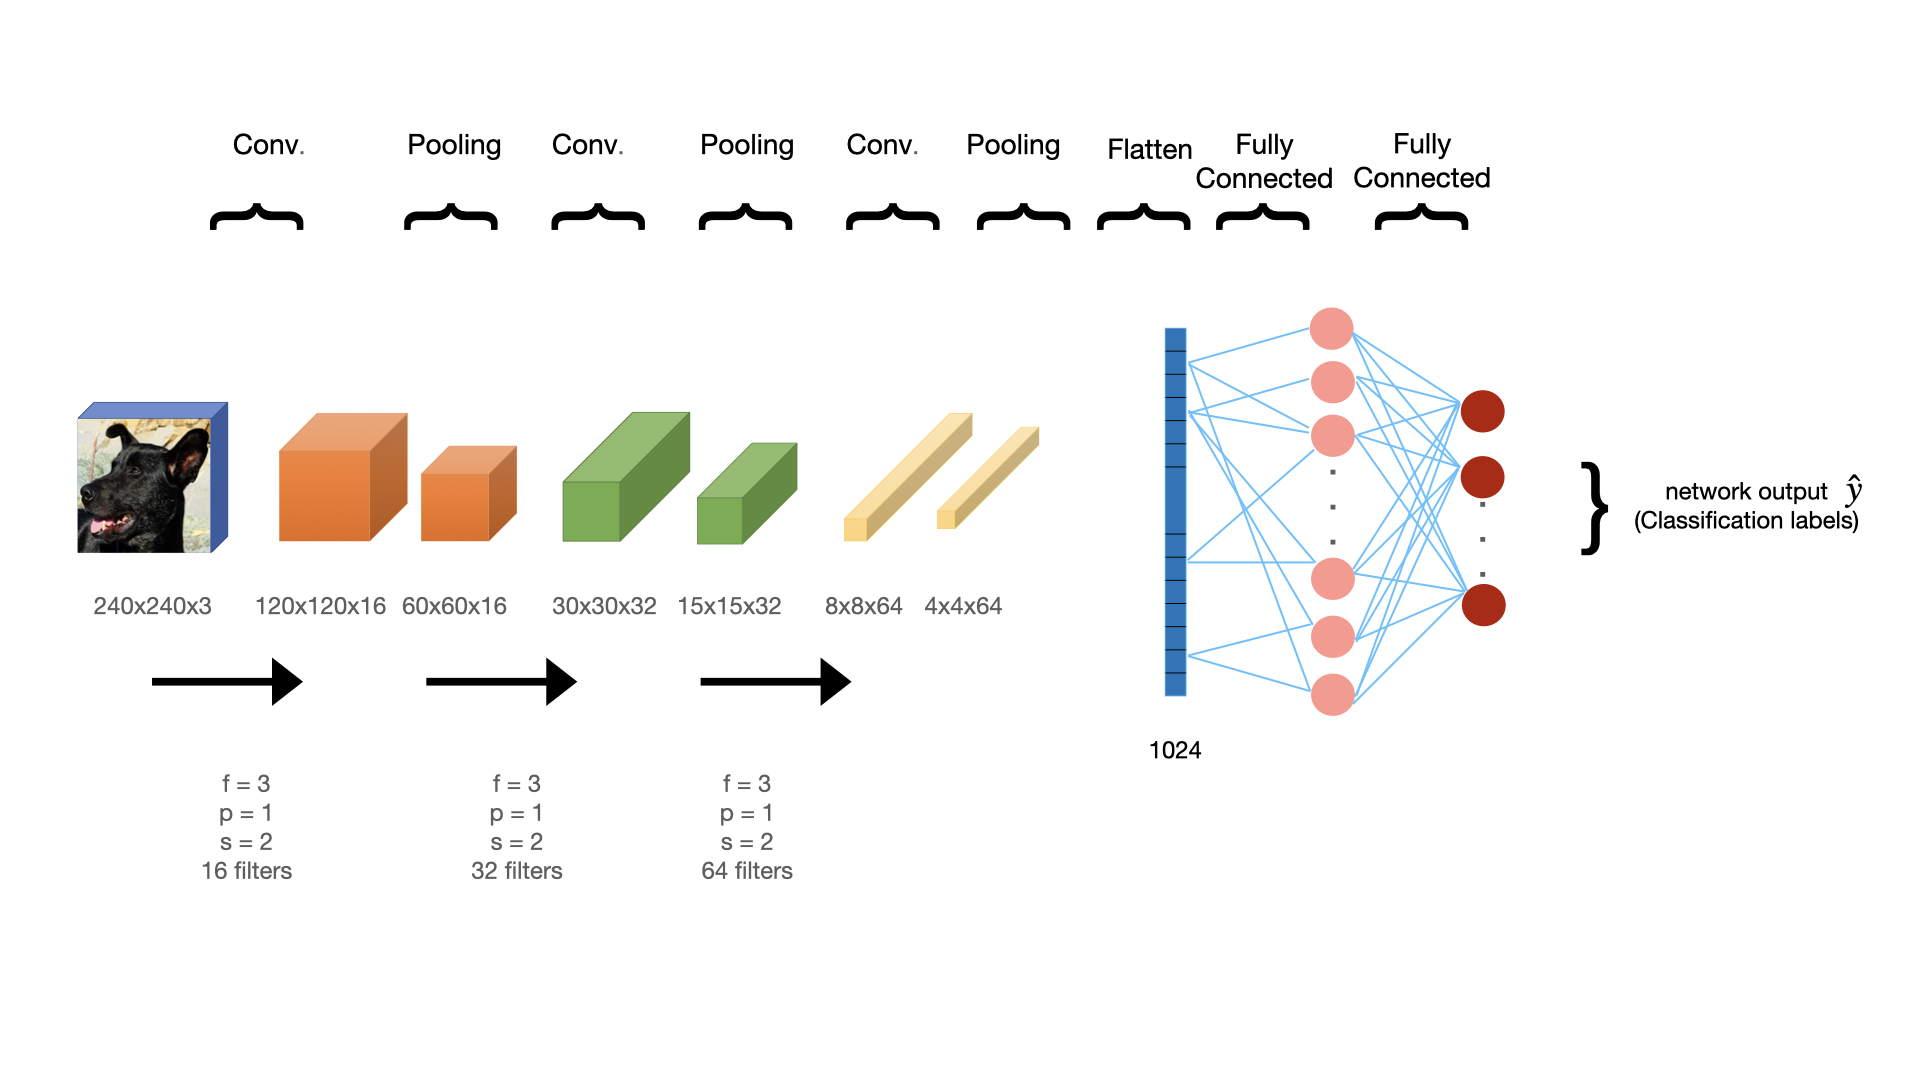 Conv.
Pooling
Conv.
Pooling
Conv.
Pooling
Flatten
Fully
Connected
Fully
Connected
network output ŷ
(Classification labels)
240x240x3
120x120x16
60x60x16
30x30x32
15x15x32
8x8x64
4x4x64
1024
f = 3
p = 1
s = 2
16 filters
f = 3
p = 1
s = 2
32 filters
f = 3
p = 1
s = 2
64 filters